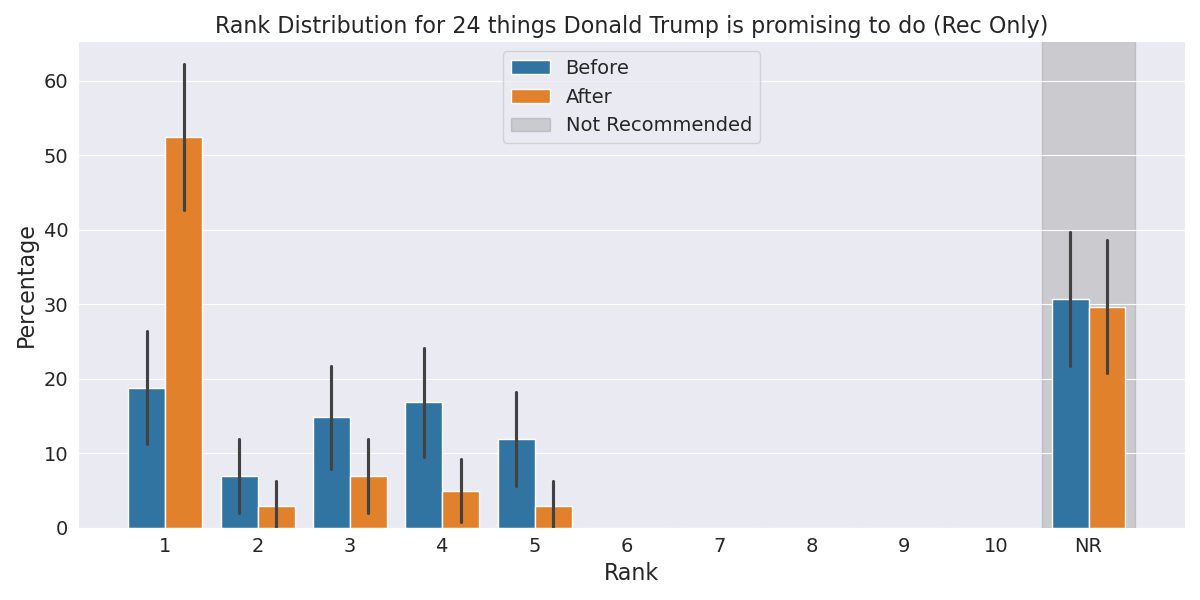 Rank Distribution for 24 things Donald Trump is promising to do (Rec Only)
Before
After
Not Recommended
Percentage
60
50
40
30
20
10
0
1 2 3 4 5 6 7 8 9 10 NR
Rank